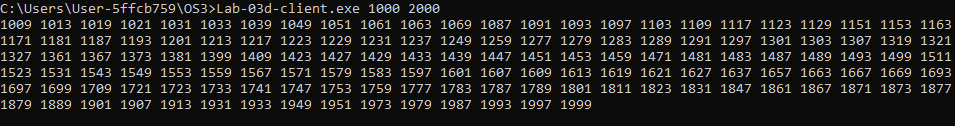 C:\Users\User-5ffcb759\OS3>Lab-03d-client.exe 1000 2000
1009 1013 1019 1021 1031 1033 1039 1049 1051 1061 1063 1069 1087 1091 1093 1097 1103 1109 1117 1123 1129 1151 1153 1163
1171 1181 1187 1193 1201 1213 1217 1223 1229 1231 1237 1249 1259 1277 1279 1283 1289 1291 1297 1301 1303 1307 1319 1321
1327 1361 1367 1373 1381 1399 1409 1423 1427 1429 1433 1439 1447 1451 1453 1459 1471 1481 1483 1487 1489 1493 1499 1511
1523 1531 1543 1549 1553 1559 1567 1571 1579 1583 1597 1601 1607 1609 1613 1619 1621 1627 1637 1657 1663 1667 1669 1693
1697 1699 1709 1721 1723 1733 1741 1747 1753 1759 1777 1783 1787 1789 1801 1811 1823 1831 1847 1861 1867 1871 1873 1877
1879 1889 1901 1907 1913 1931 1933 1949 1951 1973 1979 1987 1993 1997 1999